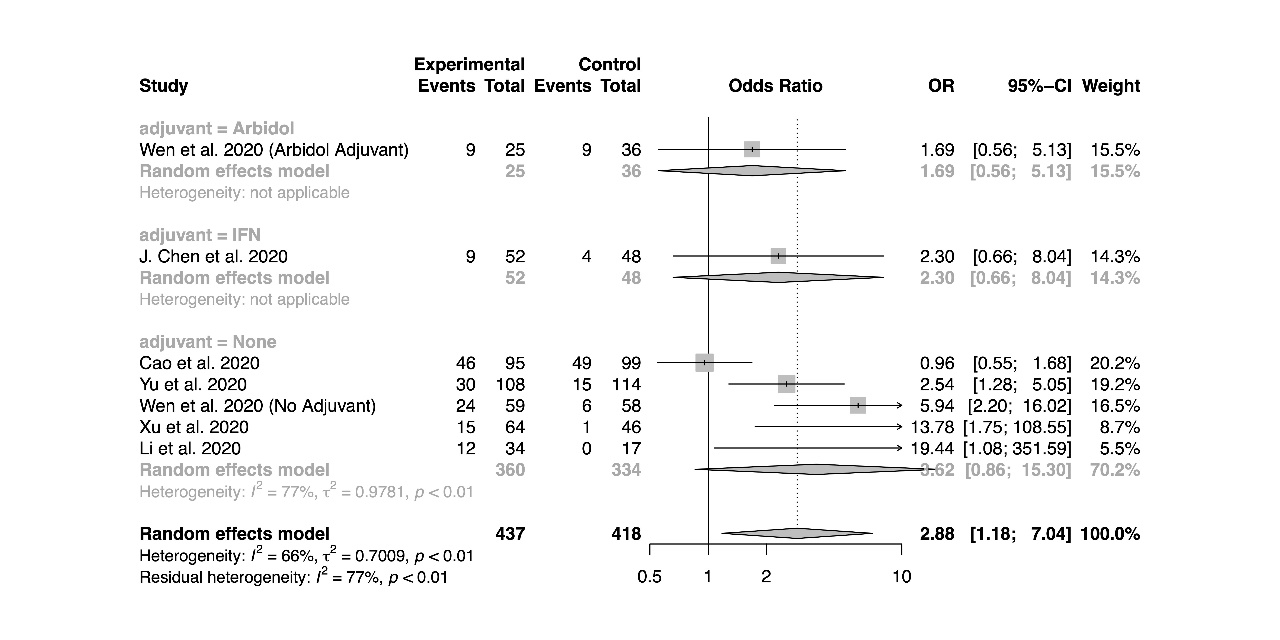 Experimental Control
Study Events Total Events Total Odds Ratio OR 95%−CI Weight
adjuvant = Arbidol
Wen et al. 2020 (Arbidol Adjuvant) 9 25 9 36 1.69 [0.56; 5.13] 15.5%
Random effects model 25 36 1.69 [0.56; 5.13] 15.5%
Heterogeneity: not applicable
adjuvant = IFN
J. Chen et al. 2020 9 52 4 48 2.30 [0.66; 8.04] 14.3%
Random effects model 52 48 2.30 [0.66; 8.04] 14.3%
Heterogeneity: not applicable
adjuvant = None
Cao et al. 2020 46 95 49 99 0.96 [0.55; 1.68] 20.2%
Yu et al. 2020 30 108 15 114 2.54 [1.28; 5.05] 19.2%
Wen et al. 2020 (No Adjuvant) 24 59 6 58 5.94 [2.20; 16.02] 16.5%
Xu et al. 2020 15 64 1 46 13.78 [1.75; 108.55] 8.7%
Li et al. 2020 12 34 0 17 19.44 [1.08; 351.59] 5.5%
Random effects model 360 334 3.62 [0.86; 15.30] 70.2%
Heterogeneity: I² = 77%, τ² = 0.9781, p < 0.01
Random effects model 437 418 2.88 [1.18; 7.04] 100.0%
Heterogeneity: I² = 66%, τ² = 0.7009, p < 0.01
Residual heterogeneity: I² = 77%, p < 0.01
0.5 1 2 10